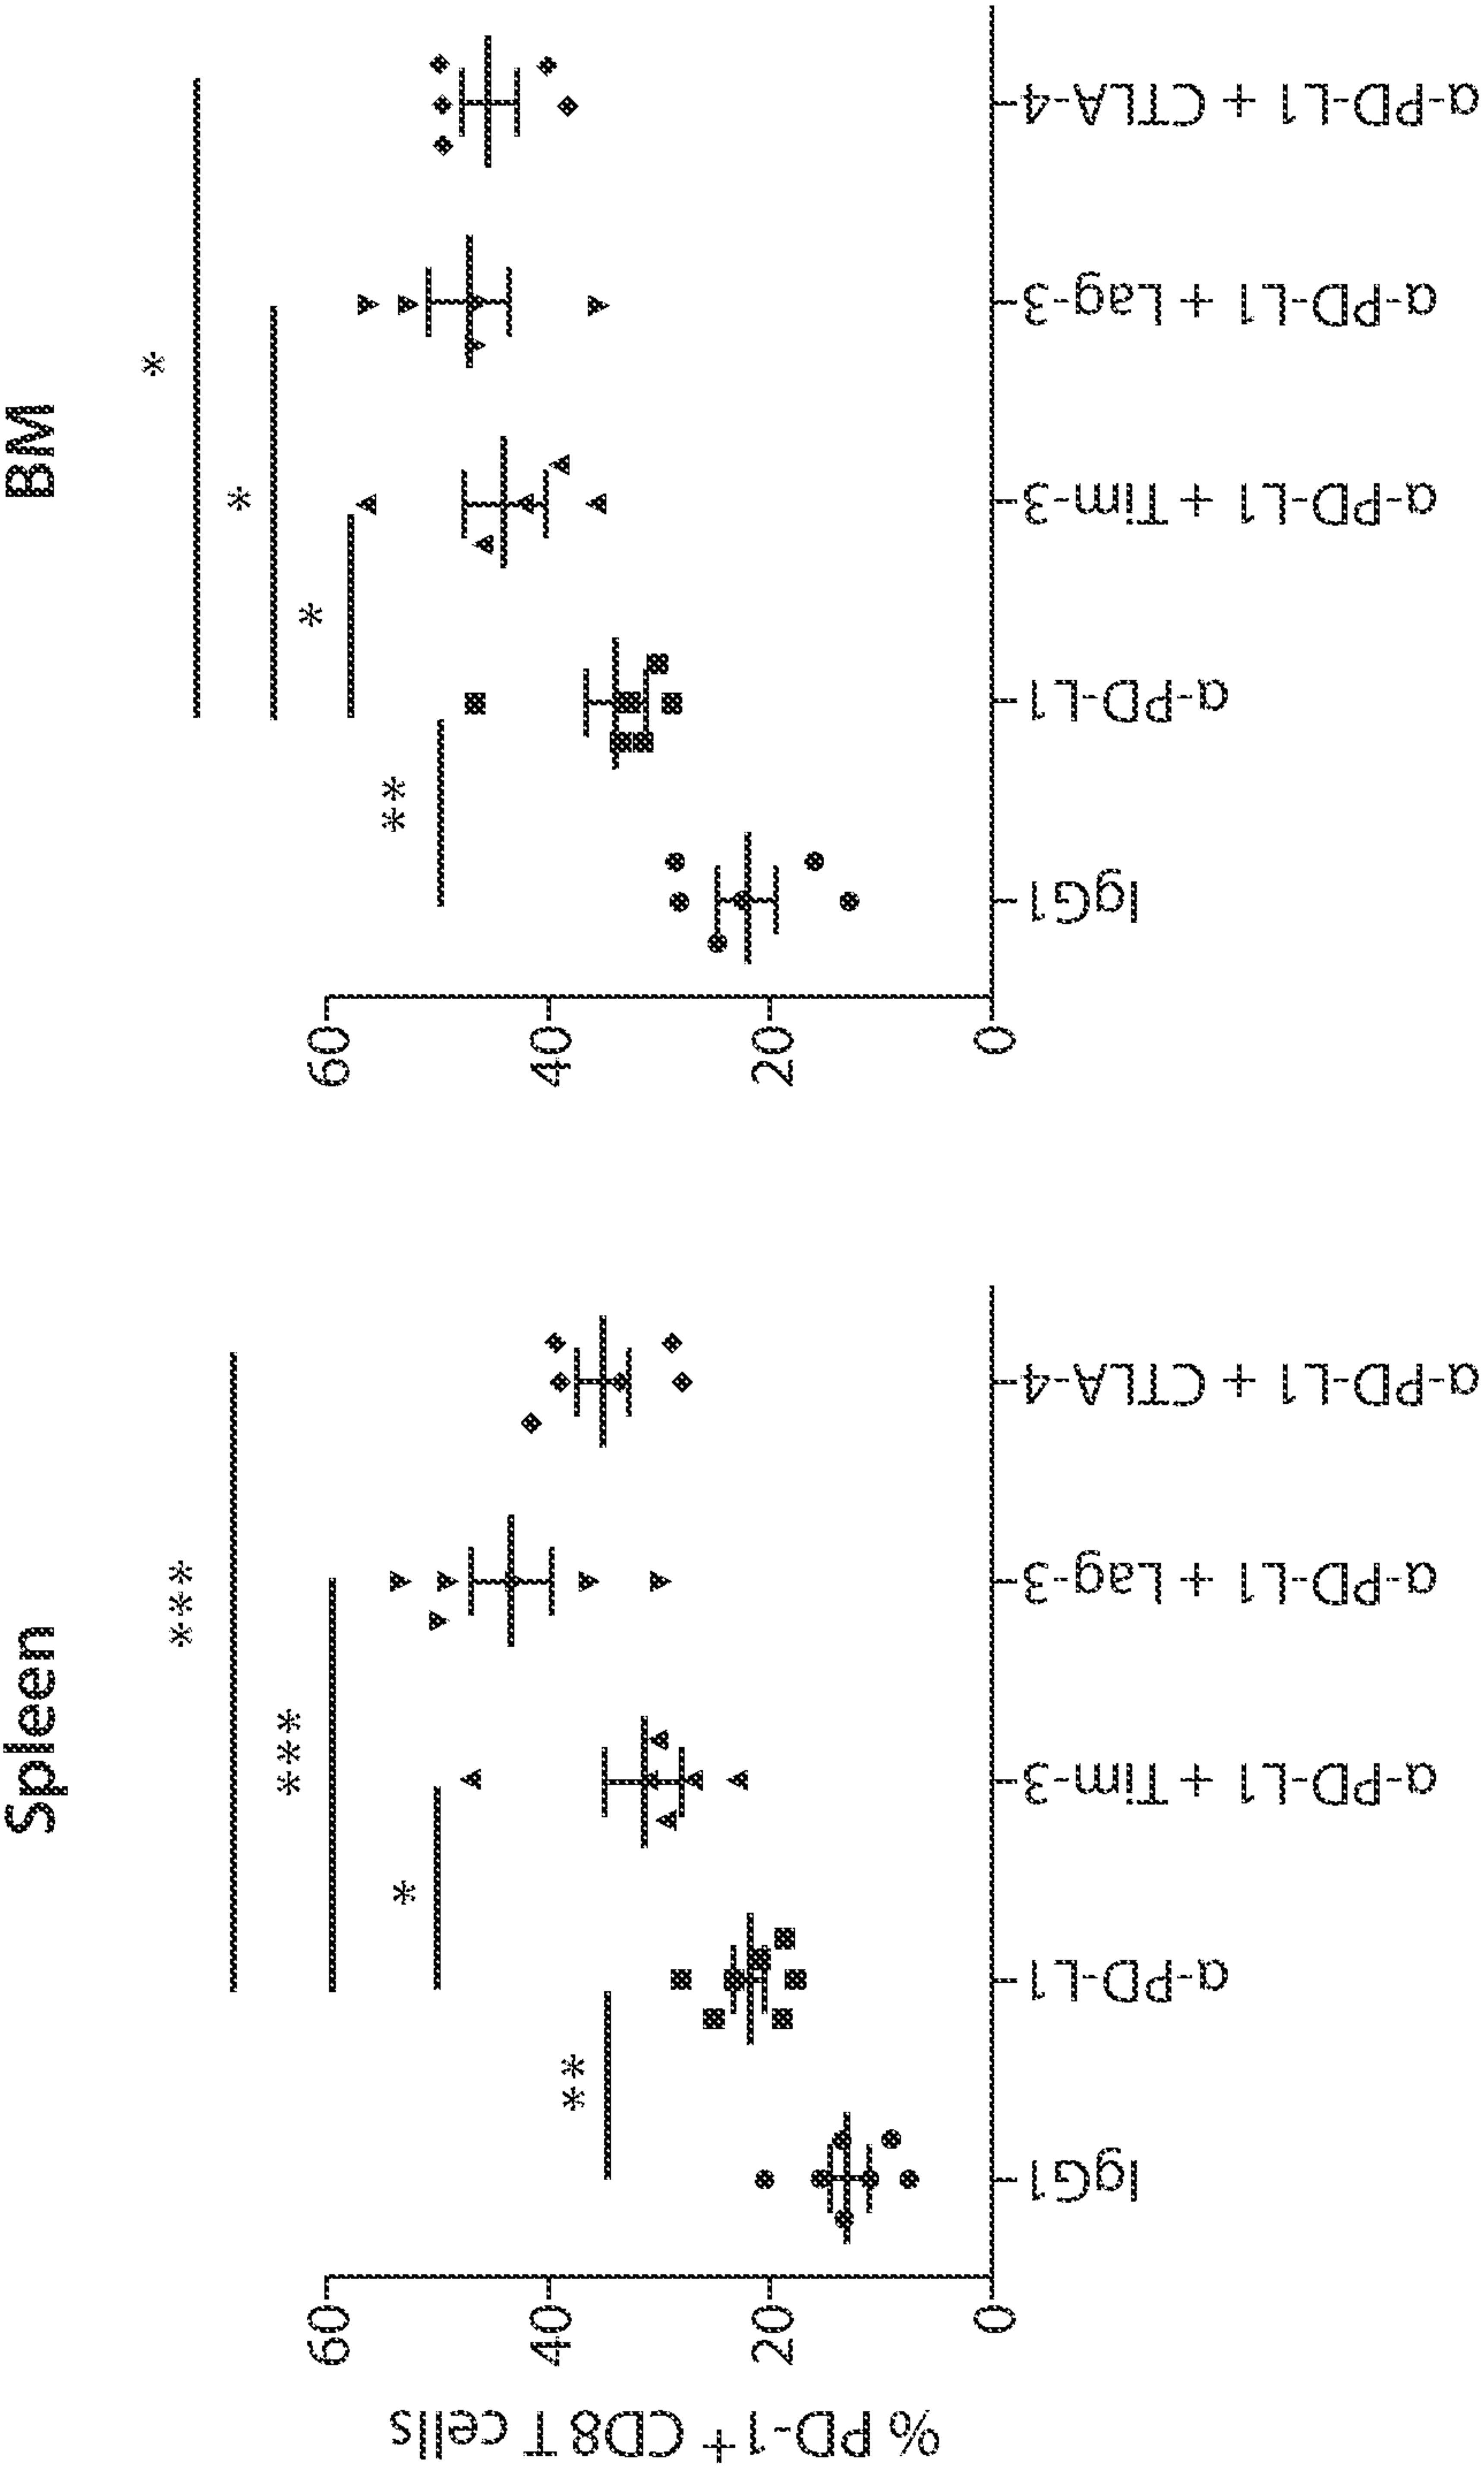 Spleen
***
***
*
**
% PD-1+ CD8 T cells
60
40
20
0
IgG1
α-PD-L1
α-PD-L1 + Tim-3
α-PD-L1 + Lag-3
α-PD-L1 + CTLA-4
BM
*
*
*
**
60
40
20
0
IgG1
α-PD-L1
α-PD-L1 + Tim-3
α-PD-L1 + Lag-3
α-PD-L1 + CTLA-4